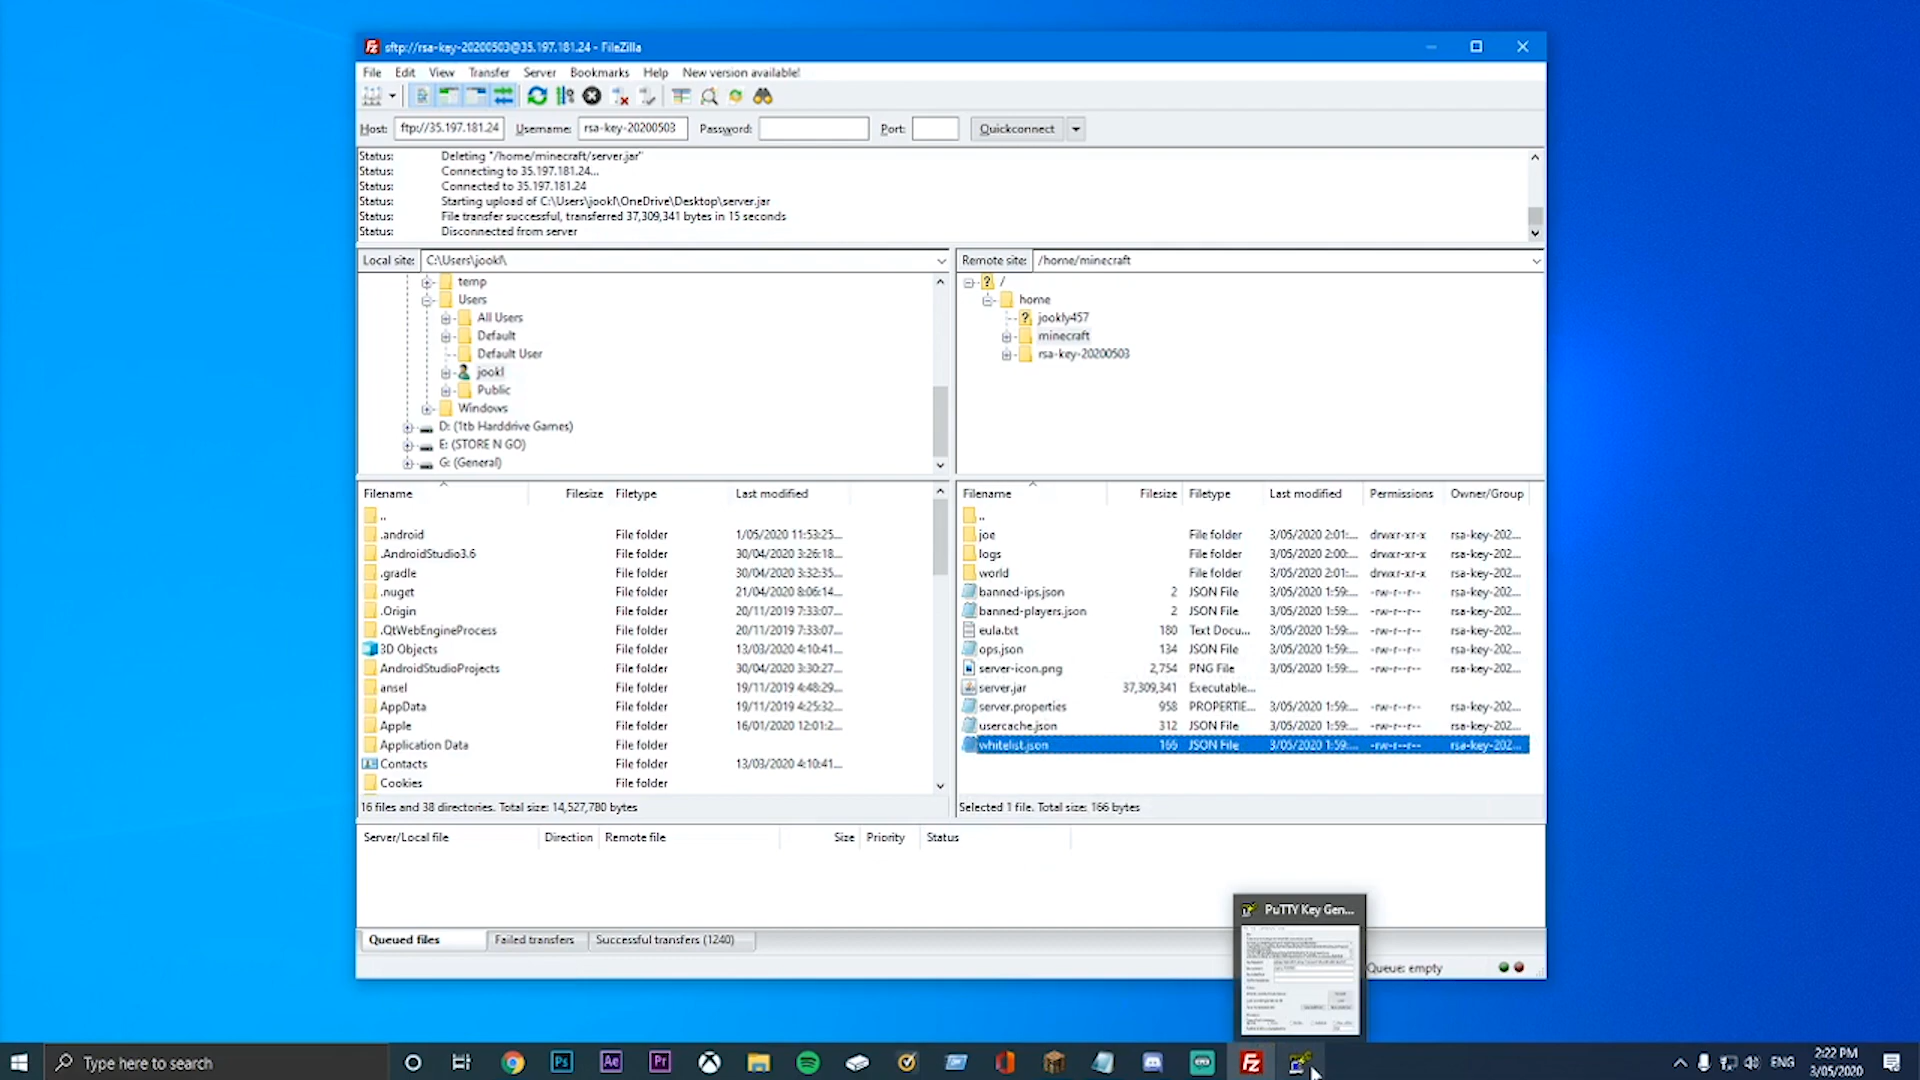 sftp://rsa-key-20200503@35.197.181.24 - FileZilla
File Edit View Transfer Server Bookmarks Help New version available!
Host: ftp://35.197.181.24 Username: rsa-key-20200503 Password: Port: Quickconnect
Status: Deleting "/home/minecraft/server.jar"
Status: Connecting to 35.197.181.24...
Status: Connected to 35.197.181.24
Status: Starting upload of C:\Users\jookl\OneDrive\Desktop\server.jar
Status: File transfer successful, transferred 37,309,341 bytes in 15 seconds
Status: Disconnected from server
Local site: C:\Users\jookl\
temp
Users
All Users
Default
Default User
jookl
Public
Windows
D: (1tb Harddrive Games)
E: (STORE N GO)
G: (General)
Remote site: /home/minecraft
/
home
jookly457
minecraft
rsa-key-20200503
Filename Filesize Filetype Last modified
..
.android File folder 1/05/2020 11:53:25...
.AndroidStudio3.6 File folder 30/04/2020 3:26:18...
.gradle File folder 30/04/2020 3:32:35...
.nuget File folder 21/04/2020 8:06:14...
.Origin File folder 20/11/2019 7:33:07...
.QtWebEngineProcess File folder 20/11/2019 7:33:07...
3D Objects File folder 13/03/2020 4:10:41...
AndroidStudioProjects File folder 30/04/2020 3:30:27...
ansel File folder 19/11/2019 4:48:29...
AppData File folder 19/11/2019 4:25:32...
Apple File folder 16/01/2020 12:01:2...
Application Data File folder
Contacts File folder 13/03/2020 4:10:41...
Cookies File folder
16 files and 38 directories. Total size: 14,527,780 bytes
Filename Filesize Filetype Last modified Permissions Owner/Group
..
joe File folder 3/05/2020 2:01:... drwxr-xr-x rsa-key-202...
logs File folder 3/05/2020 2:00:... drwxr-xr-x rsa-key-202...
world File folder 3/05/2020 2:01:... drwxr-xr-x rsa-key-202...
banned-ips.json 2 JSON File 3/05/2020 1:59:... -rw-r--r-- rsa-key-202...
banned-players.json 2 JSON File 3/05/2020 1:59:... -rw-r--r-- rsa-key-202...
eula.txt 180 Text Docu... 3/05/2020 1:59:... -rw-r--r-- rsa-key-202...
ops.json 134 JSON File 3/05/2020 1:59:... -rw-r--r-- rsa-key-202...
server-icon.png 2,754 PNG File 3/05/2020 1:59:... -rw-r--r-- rsa-key-202...
server.jar 37,309,341 Executable...
server.properties 958 PROPERTIE... 3/05/2020 1:59:... -rw-r--r-- rsa-key-202...
usercache.json 312 JSON File 3/05/2020 1:59:... -rw-r--r-- rsa-key-202...
whitelist.json 166 JSON File 3/05/2020 1:59:... -rw-r--r-- rsa-key-202...
Selected 1 file. Total size: 166 bytes
Server/Local file Direction Remote file Size Priority Status
Queued files Failed transfers Successful transfers (1240)
Queue: empty
PuTTY Key Gen...
Type here to search
Ps
Ae
Pr
Fz
ENG
2:22 PM
3/05/2020